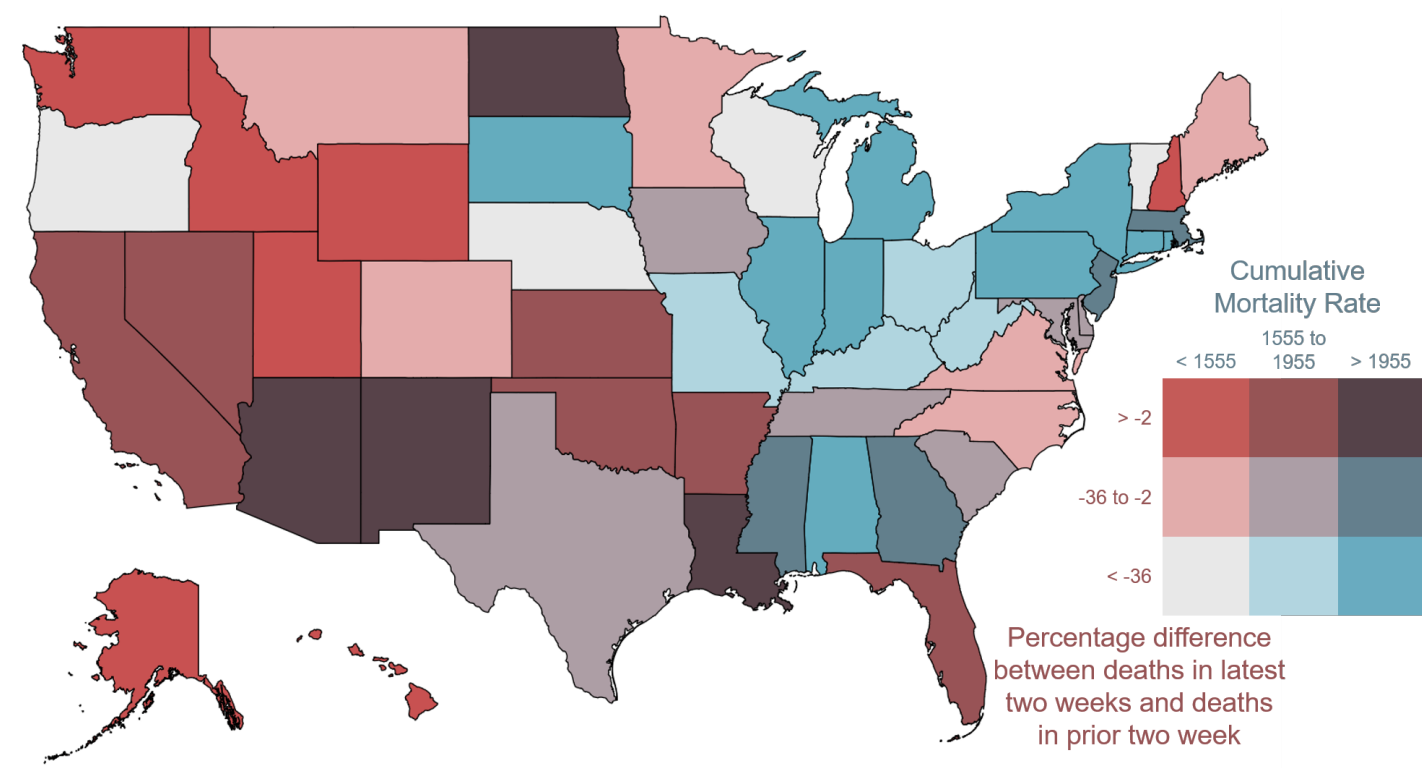 Cumulative
Mortality Rate
< 1555
1555 to
1955
> 1955
> -2
-36 to -2
< -36
Percentage difference
between deaths in latest
two weeks and deaths
in prior two week